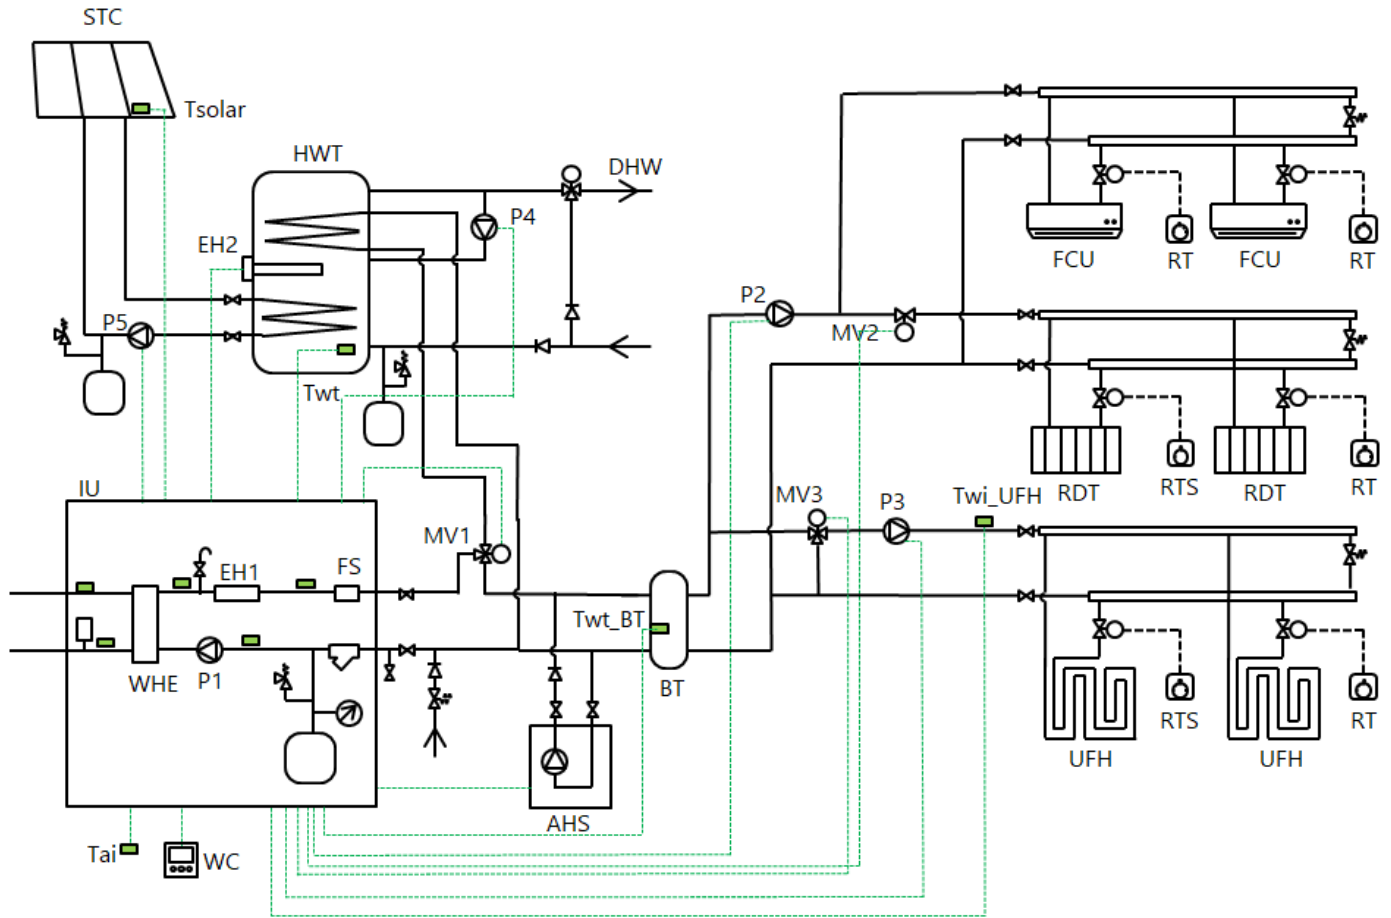 STC
Tsolar
HWT
DHW
P4
EH2
P5
Twt
FCU
RT
FCU
RT
P2
MV2
RDT
RTS
RDT
RT
IU
MV1
MV3
P3
Twi_UFH
EH1
FS
Twt_BT
WHE
P1
BT
UFH
RTS
UFH
RT
AHS
Tai
WC